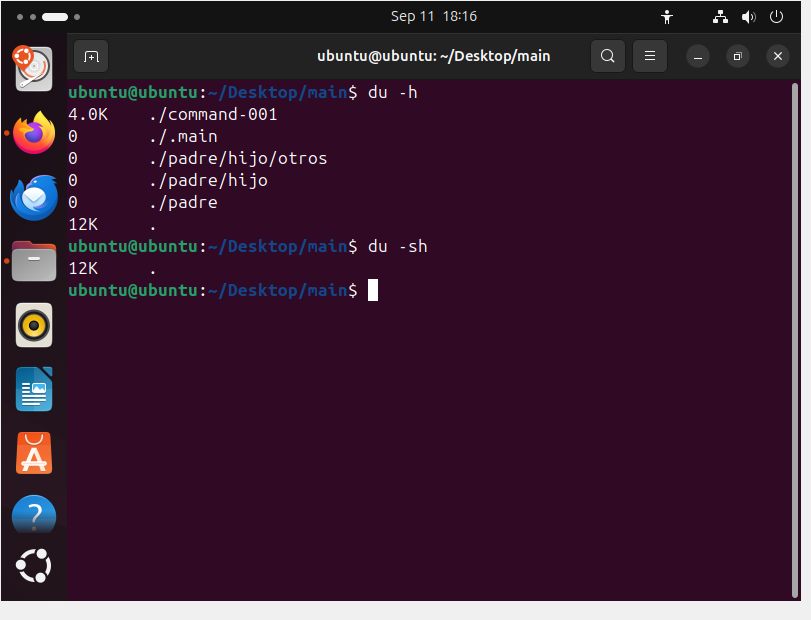 Sep 11 18:16
ubuntu@ubuntu: ~/Desktop/main
ubuntu@ubuntu:~/Desktop/main$ du -h
4.0K    ./command-001
0       ./.main
0       ./padre/hijo/otros
0       ./padre/hijo
0       ./padre
12K     .
ubuntu@ubuntu:~/Desktop/main$ du -sh
12K     .
ubuntu@ubuntu:~/Desktop/main$